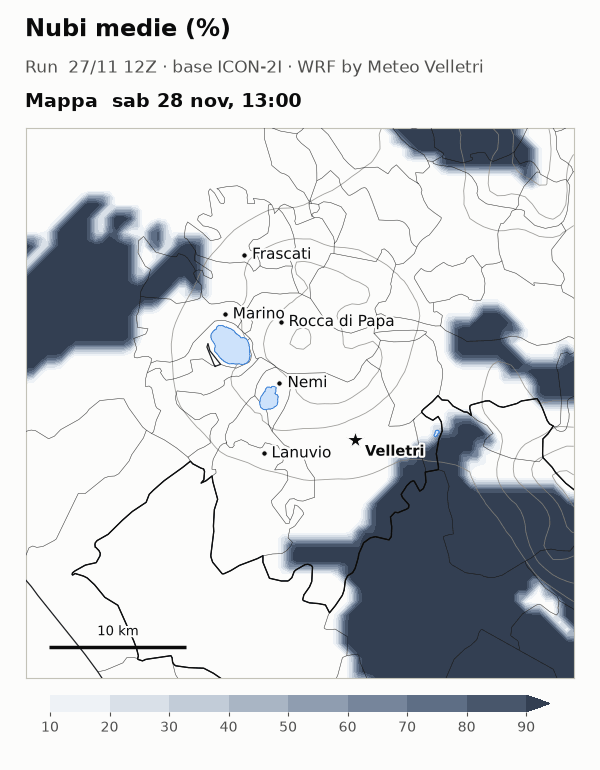 Nubi medie (%)
Run  27/11 12Z · base ICON-2I · WRF by Meteo Velletri
Mappa  sab 28 nov, 13:00
Frascati
Marino
Rocca di Papa
Nemi
Velletri
Lanuvio
10 km
10 20 30 40 50 60 70 80 90